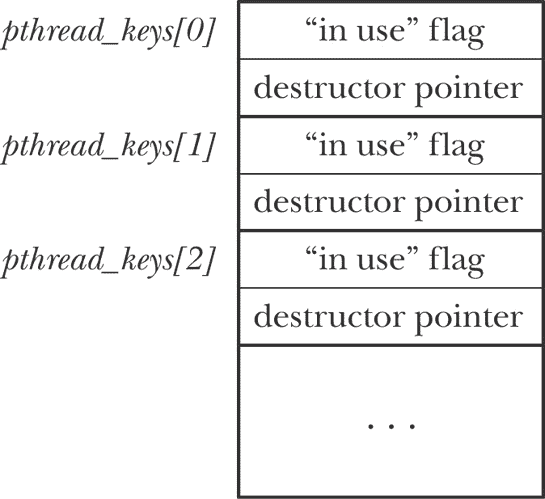 pthread_keys[0] “in use” flag
destructor pointer
pthread_keys[1] “in use” flag
destructor pointer
pthread_keys[2] “in use” flag
destructor pointer
. . .